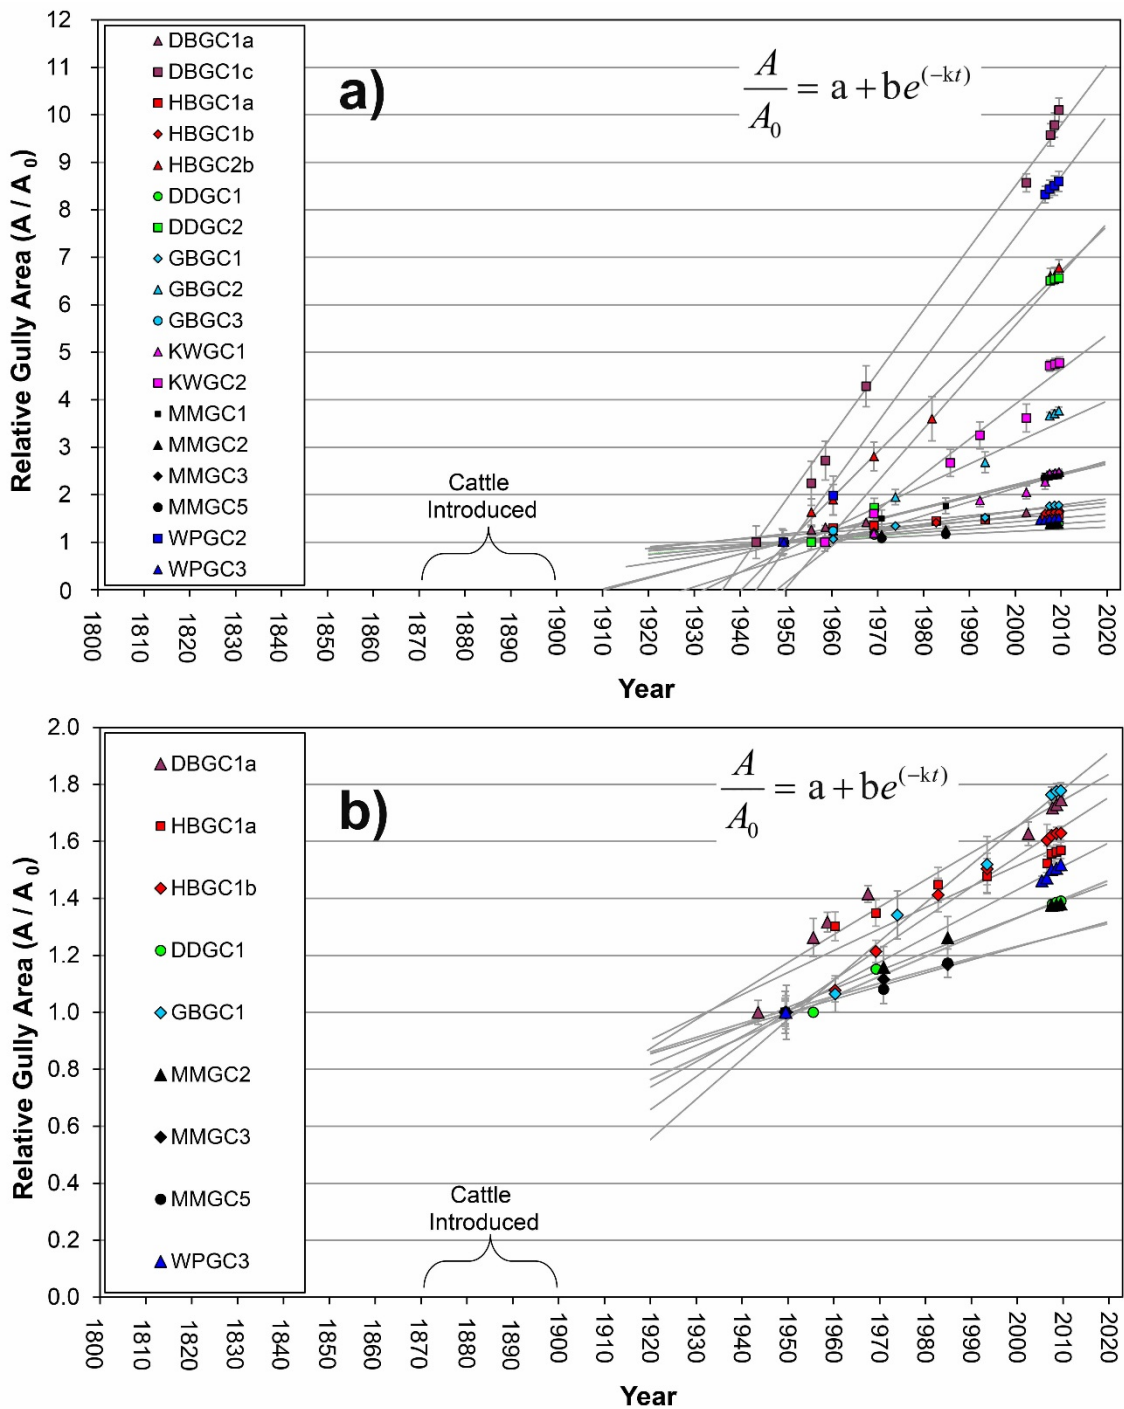 12
11
10
9
8
7
6
5
4
3
2
1
0
Relative Gully Area (A / A₀)
DBGC1a
DBGC1c
HBGC1a
HBGC1b
HBGC2b
DDGC1
DDGC2
GBGC1
GBGC2
GBGC3
KWGC1
KWGC2
MMGC1
MMGC2
MMGC3
MMGC5
WPGC2
WPGC3
a)
A/A₀ = a + be^(-kt)
Cattle
Introduced
1800 1810 1820 1830 1840 1850 1860 1870 1880 1890 1900 1910 1920 1930 1940 1950 1960 1970 1980 1990 2000 2010 2020
Year
2.0
1.8
1.6
1.4
1.2
1.0
0.8
0.6
0.4
0.2
0.0
Relative Gully Area (A / A₀)
DBGC1a
HBGC1a
HBGC1b
DDGC1
GBGC1
MMGC2
MMGC3
MMGC5
WPGC3
b)
A/A₀ = a + be^(-kt)
Cattle
Introduced
1800 1810 1820 1830 1840 1850 1860 1870 1880 1890 1900 1910 1920 1930 1940 1950 1960 1970 1980 1990 2000 2010 2020
Year